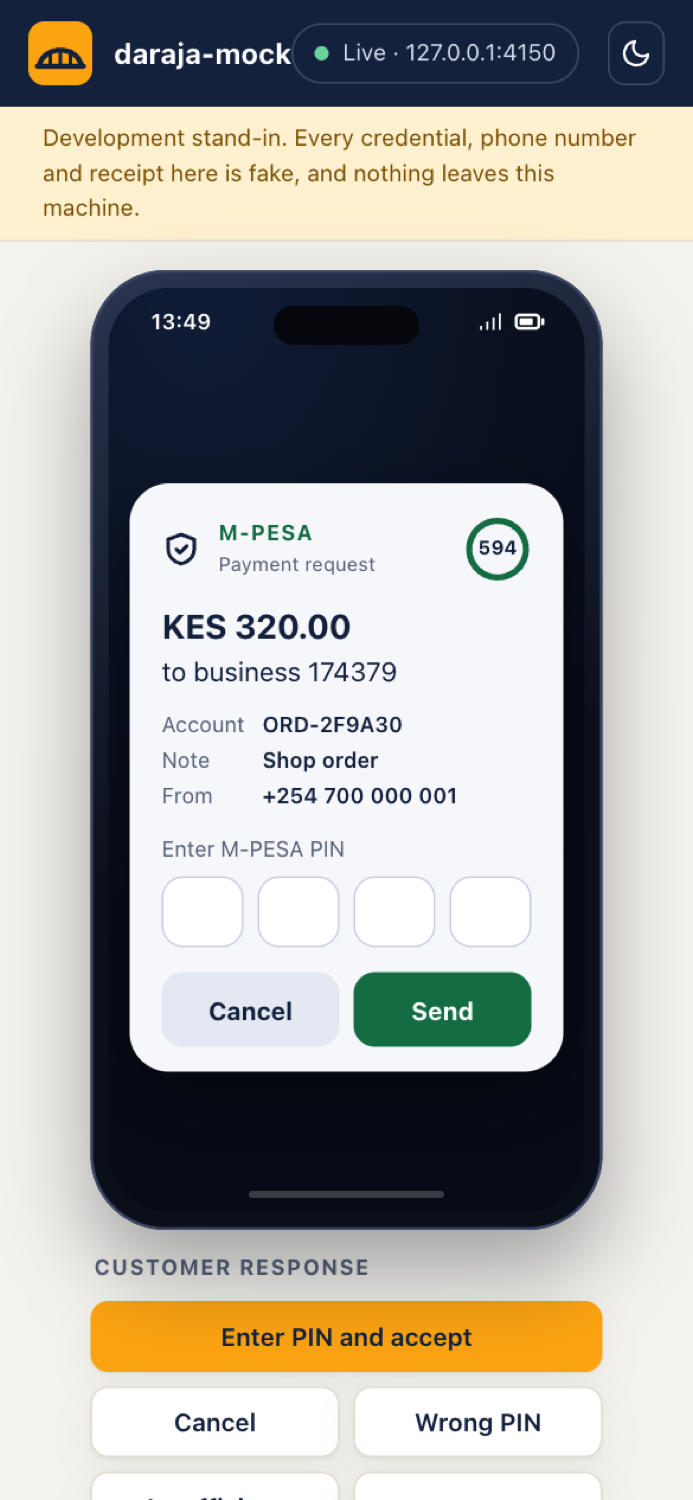 daraja-mock
Live · 127.0.0.1:4150
Development stand-in. Every credential, phone number
and receipt here is fake, and nothing leaves this
machine.
13:49
M-PESA
Payment request
594
KES 320.00
to business 174379
Account ORD-2F9A30
Note Shop order
From +254 700 000 001
Enter M-PESA PIN
Cancel Send
CUSTOMER RESPONSE
Enter PIN and accept
Cancel Wrong PIN